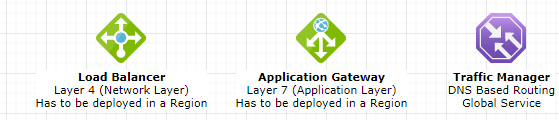 Load Balancer
Layer 4 (Network Layer)
Has to be deployed in a Region
Application Gateway
Layer 7 (Application Layer)
Has to be deployed in a Region
Traffic Manager
DNS Based Routing
Global Service